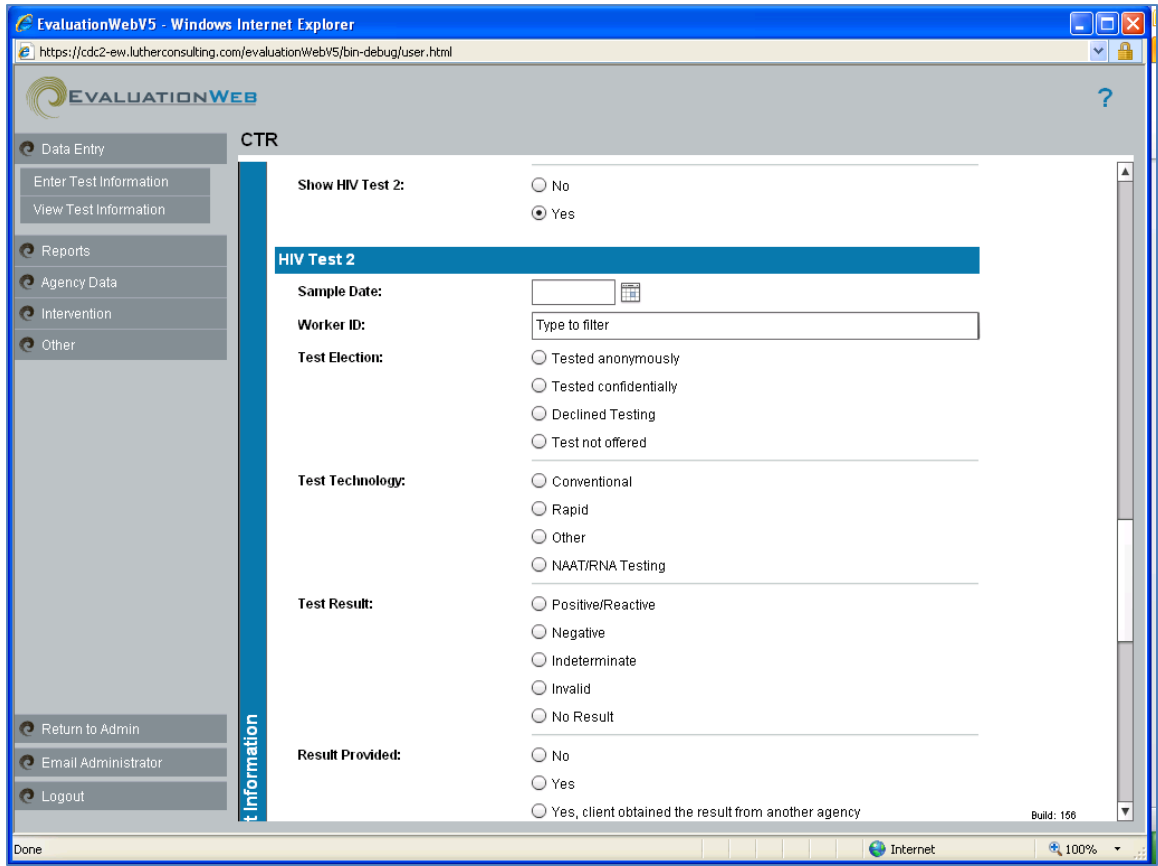 EvaluationWebV5 - Windows Internet Explorer
https://cdc2-ew.lutherconsulting.com/evaluationWebV5/bin-debug/user.html
EVALUATIONWEB
?
Data Entry
Enter Test Information
View Test Information
Reports
Agency Data
Intervention
Other
Return to Admin
Email Administrator
Logout
CTR
t Information
Show HIV Test 2:
No
Yes
HIV Test 2
Sample Date:
Worker ID:
Type to filter
Test Election:
Tested anonymously
Tested confidentially
Declined Testing
Test not offered
Test Technology:
Conventional
Rapid
Other
NAAT/RNA Testing
Test Result:
Positive/Reactive
Negative
Indeterminate
Invalid
No Result
Result Provided:
No
Yes
Yes, client obtained the result from another agency
Build: 156
Done
Internet
100%